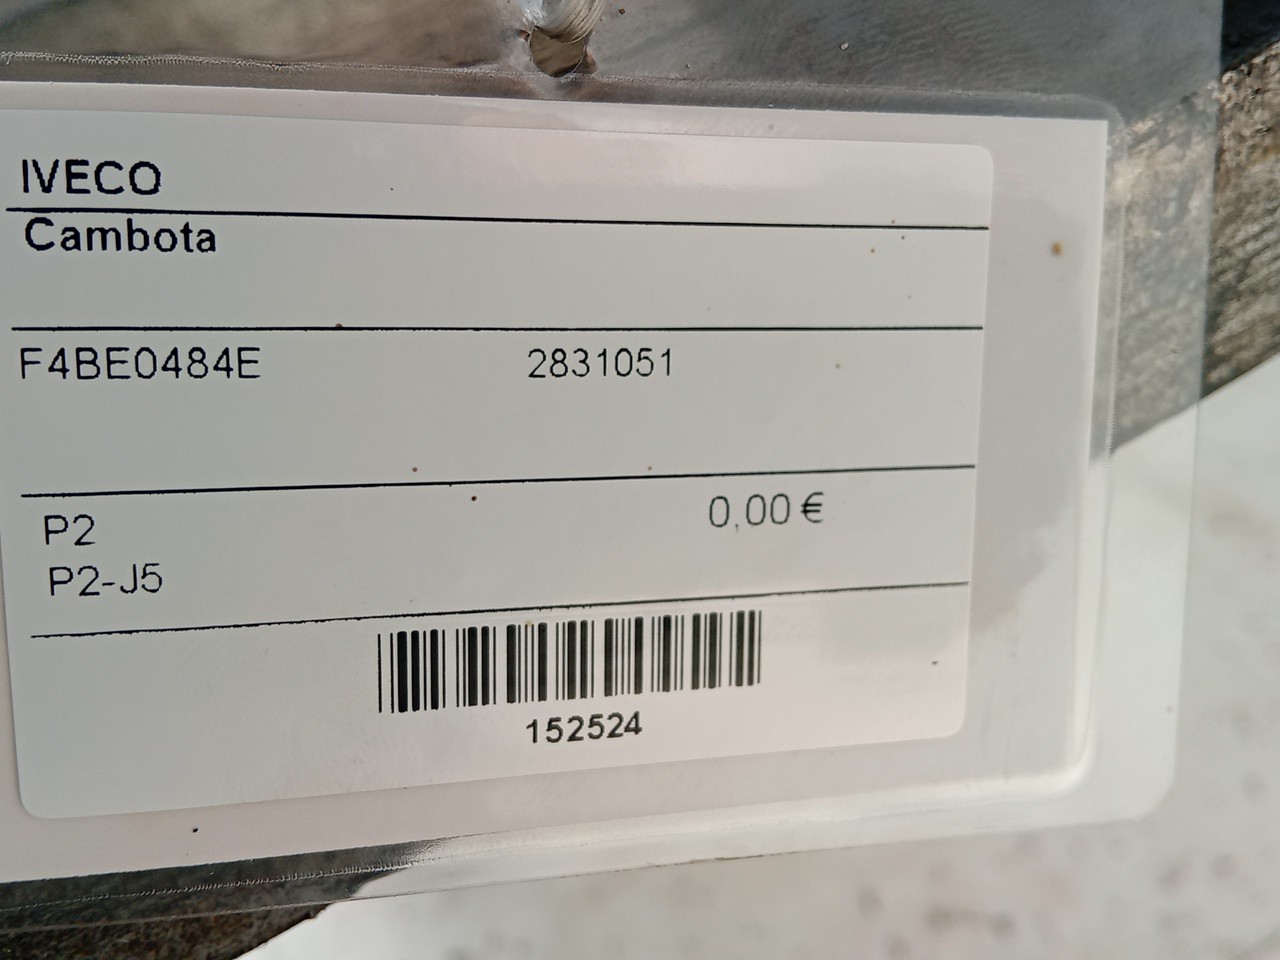 IVECO
Cambota
F4BE0484E 2831051
P2 0,00 €
P2-J5
152524